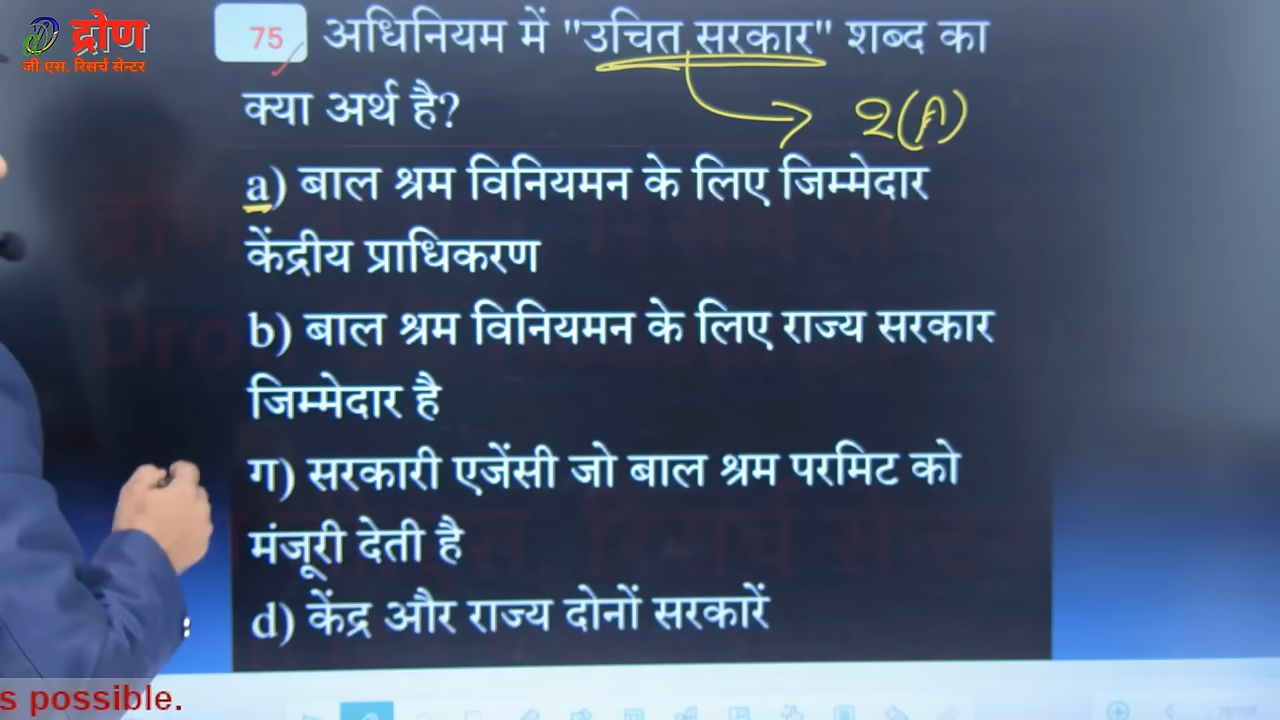 द्रोण
जी.एस. रिसर्च सेन्टर
75 अधिनियम में "उचित सरकार" शब्द का
क्या अर्थ है?
2(A)
a) बाल श्रम विनियमन के लिए जिम्मेदार
केंद्रीय प्राधिकरण
b) बाल श्रम विनियमन के लिए राज्य सरकार
जिम्मेदार है
ग) सरकारी एजेंसी जो बाल श्रम परमिट को
मंजूरी देती है
d) केंद्र और राज्य दोनों सरकारें
s possible.